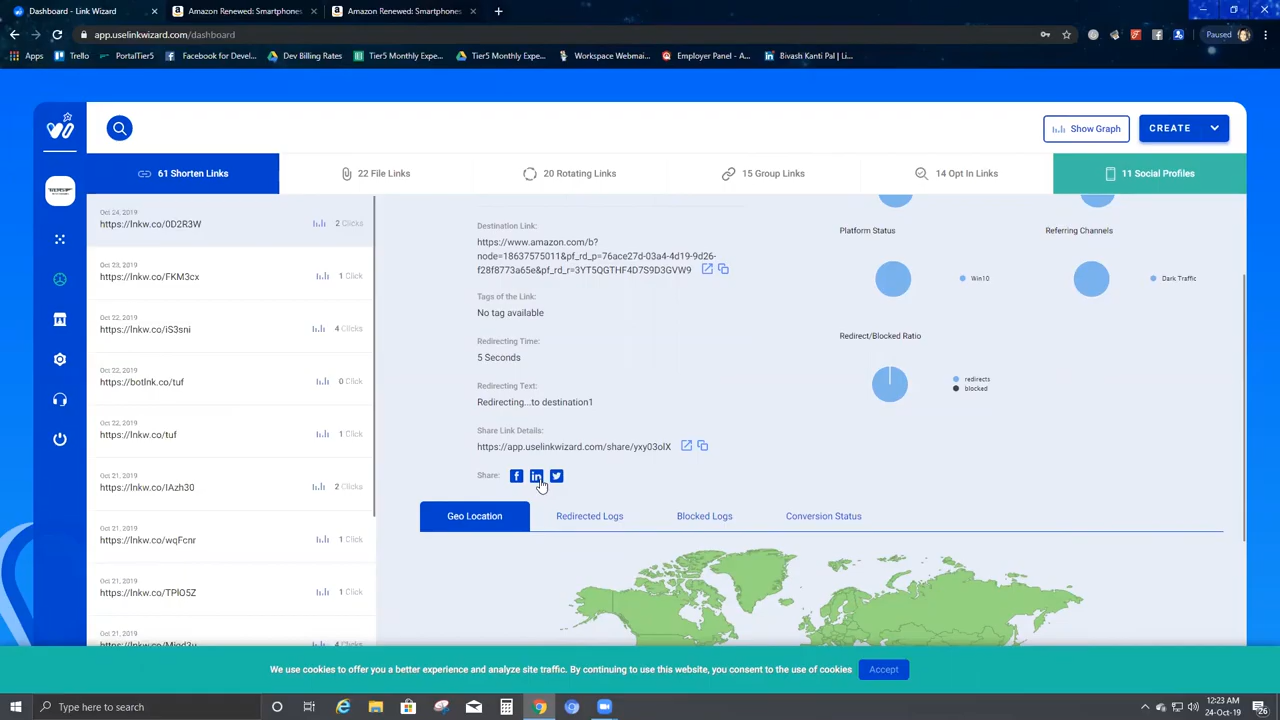 Dashboard - Link Wizard
Amazon Renewed: Smartphones
Amazon Renewed: Smartphones
app.uselinkwizard.com/dashboard
Paused
Apps
Trello
PortalTier5
Facebook for Devel...
Dev Billing Rates
Tier5 Monthly Expe...
Tier5 Monthly Expe...
Workspace Webmai...
Employer Panel - A...
Bivash Kanti Pal | Li...
Show Graph
CREATE
61 Shorten Links
22 File Links
20 Rotating Links
15 Group Links
14 Opt In Links
11 Social Profiles
Oct 24, 2019
https://lnkw.co/0D2R3W
2 Clicks
Oct 23, 2019
https://lnkw.co/FKM3cx
1 Click
Oct 22, 2019
https://lnkw.co/iS3sni
4 Clicks
Oct 22, 2019
https://botlnk.co/tuf
0 Click
Oct 22, 2019
https://lnkw.co/tuf
1 Click
Oct 21, 2019
https://lnkw.co/IAzh30
2 Clicks
Oct 21, 2019
https://lnkw.co/wqFcnr
1 Click
Oct 21, 2019
https://lnkw.co/TPlO5Z
1 Click
Oct 21, 2019
4 Clicks
Destination Link:
https://www.amazon.com/b?
node=18637575011&pf_rd_p=76ace27d-03a4-4d19-9d26-
f28f8773a65e&pf_rd_r=3YT5QGTHF4D7S9D3GVW9
Tags of the Link:
No tag available
Redirecting Time:
5 Seconds
Redirecting Text:
Redirecting...to destination1
Share Link Details:
https://app.uselinkwizard.com/share/yxy03olX
Share:
Platform Status
Referring Channels
Win10
Dark Traffic
Redirect/Blocked Ratio
redirects
blocked
Geo Location
Redirected Logs
Blocked Logs
Conversion Status
We use cookies to offer you a better experience and analyze site traffic. By continuing to use this website, you consent to the use of cookies
Accept
Type here to search
12:23 AM
24-Oct-19
26